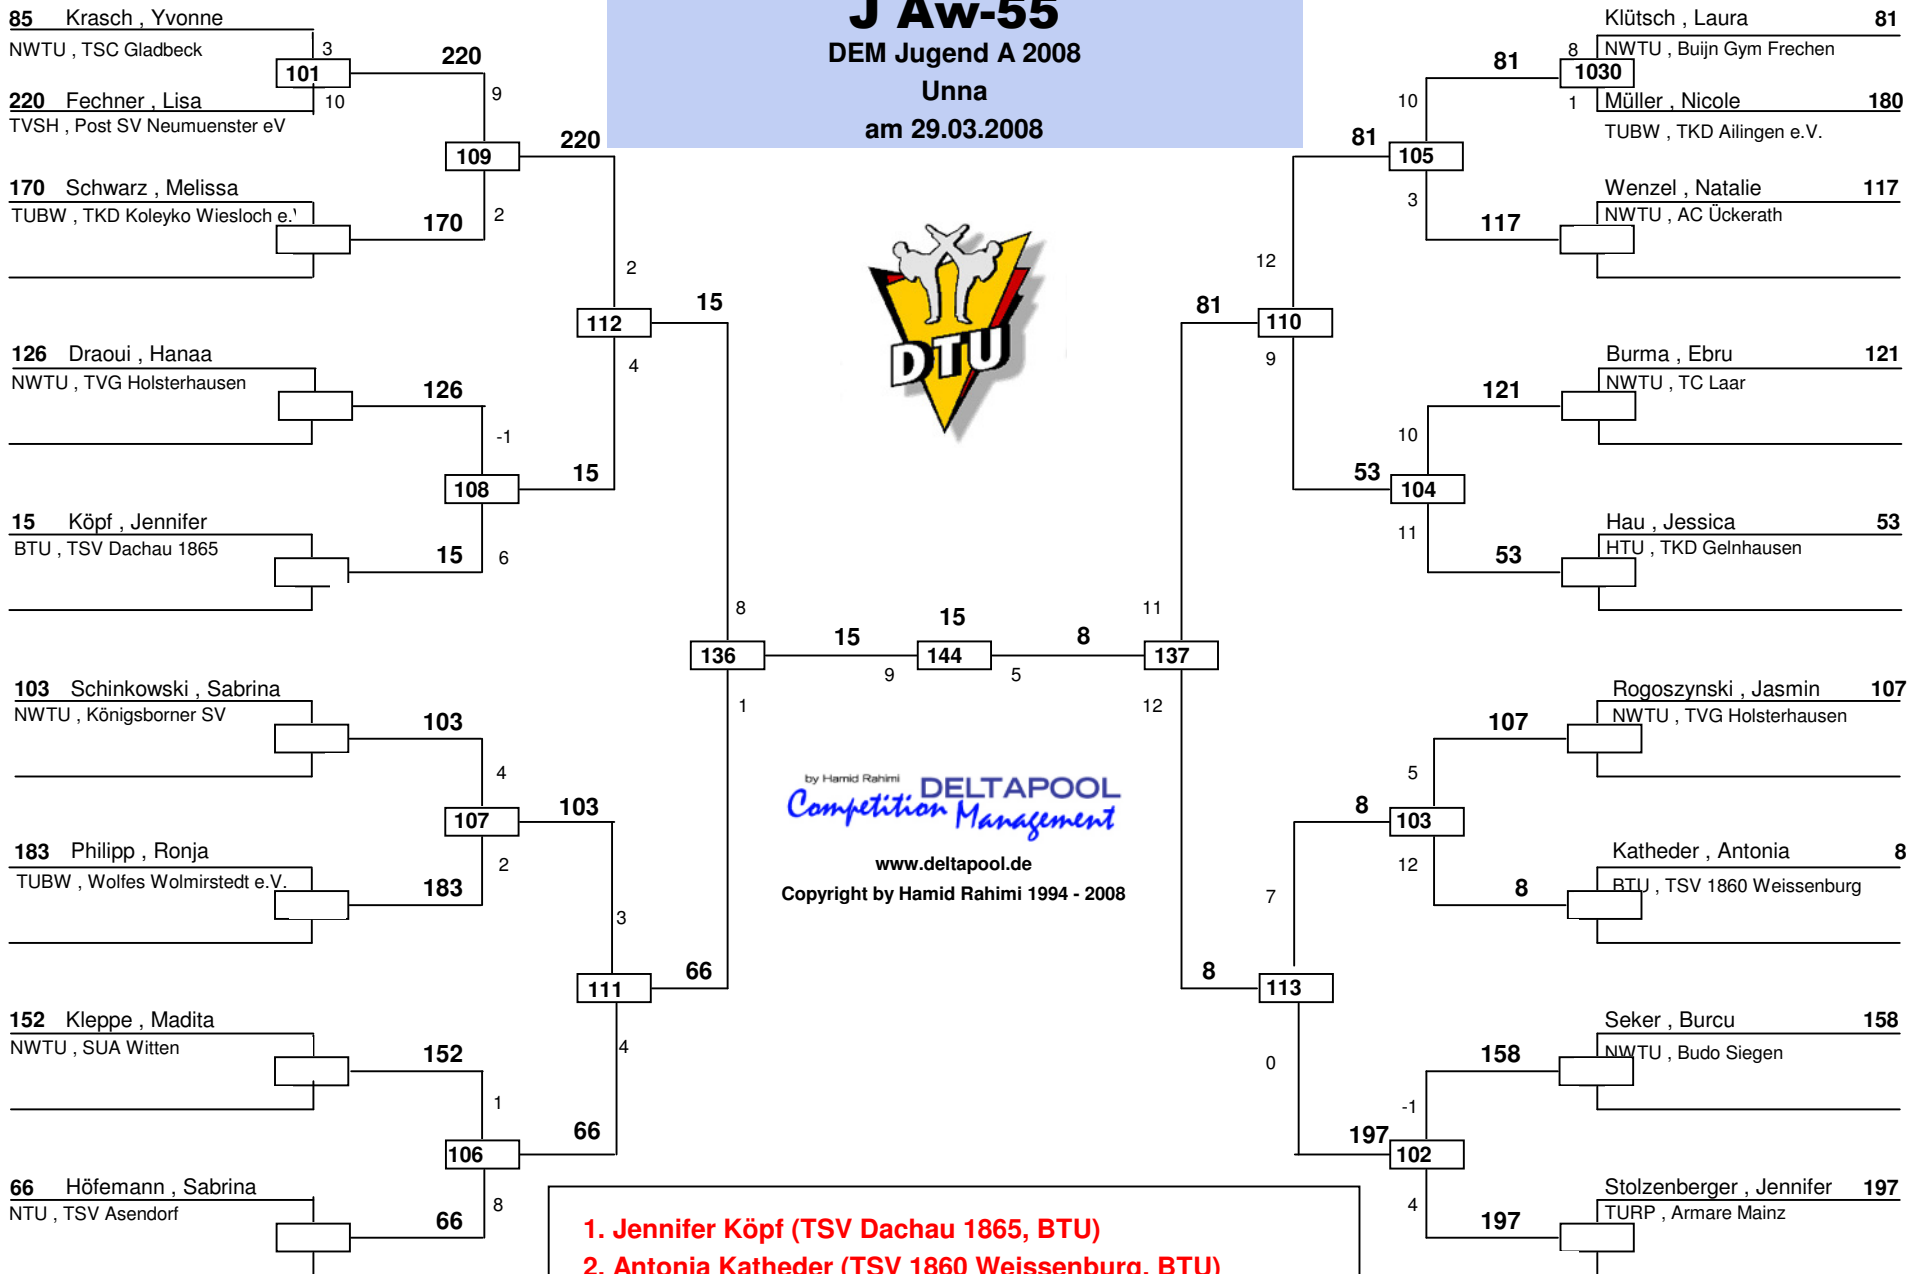 J Aw-55
DEM Jugend A 2008
Unna
am 29.03.2008
85 Krasch , Yvonne
NWTU , TSC Gladbeck
3
101
10
220
220 Fechner , Lisa
TVSH , Post SV Neumuenster eV
9
109
2
220
170 Schwarz , Melissa
TUBW , TKD Koleyko Wiesloch e.
170
2
112
4
15
126 Draoui , Hanaa
NWTU , TVG Holsterhausen
126
-1
108
6
15
15 Köpf , Jennifer
BTU , TSV Dachau 1865
15
8
136
1
15
9
15
144
5
8
103 Schinkowski , Sabrina
NWTU , Königsborner SV
103
4
107
2
103
183 Philipp , Ronja
TUBW , Wolfes Wolmirstedt e.V.
183
3
111
4
66
152 Kleppe , Madita
NWTU , SUA Witten
152
1
106
8
66
66 Höfemann , Sabrina
NTU , TSV Asendorf
66
DTU
by Hamid Rahimi
DELTAPOOL
Competition Management
www.deltapool.de
Copyright by Hamid Rahimi 1994 - 2008
Klütsch , Laura 81
NWTU , Buijn Gym Frechen
8
1030
1
81
Müller , Nicole 180
TUBW , TKD Ailingen e.V.
10
105
3
81
Wenzel , Natalie 117
NWTU , AC Ückerath
117
12
110
9
81
Burma , Ebru 121
NWTU , TC Laar
121
10
104
11
53
Hau , Jessica 53
HTU , TKD Gelnhausen
53
11
137
12
Rogoszynski , Jasmin 107
NWTU , TVG Holsterhausen
107
5
103
12
8
Katheder , Antonia 8
BTU , TSV 1860 Weissenburg
8
7
113
0
8
Seker , Burcu 158
NWTU , Budo Siegen
158
-1
102
4
197
Stolzenberger , Jennifer 197
TURP , Armare Mainz
197
1. Jennifer Köpf (TSV Dachau 1865, BTU)
2. Antonia Katheder (TSV 1860 Weissenburg, BTU)